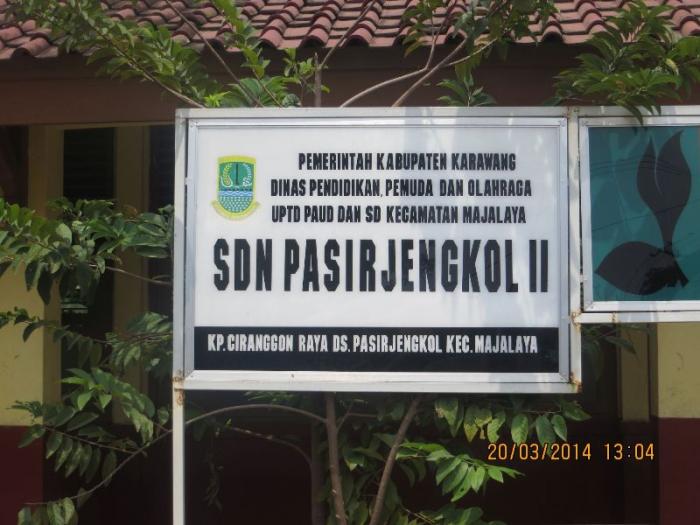 PEMERINTAH KABUPATEN KARAWANG
DINAS PENDIDIKAN, PEMUDA DAN OLAHRAGA
UPTD PAUD DAN SD KECAMATAN MAJALAYA
SDN PASIRJENGKOL II
KP. CIRANGGON RAYA DS. PASIRJENGKOL KEC. MAJALAYA
20/03/2014 13:04